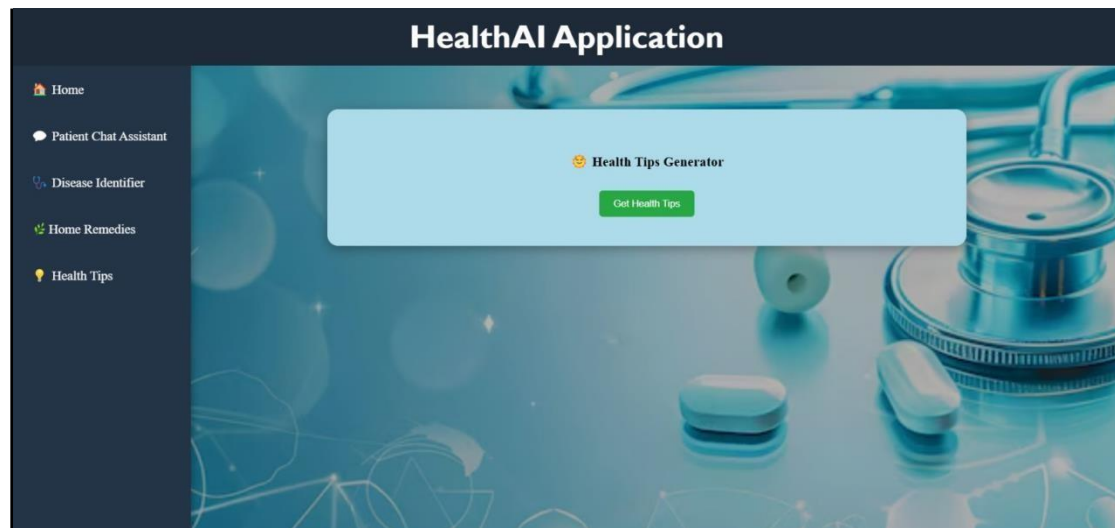 HealthAI Application
🏠 Home
💬 Patient Chat Assistant
🩺 Disease Identifier
🌿 Home Remedies
💡 Health Tips
🌞 Health Tips Generator
Get Health Tips